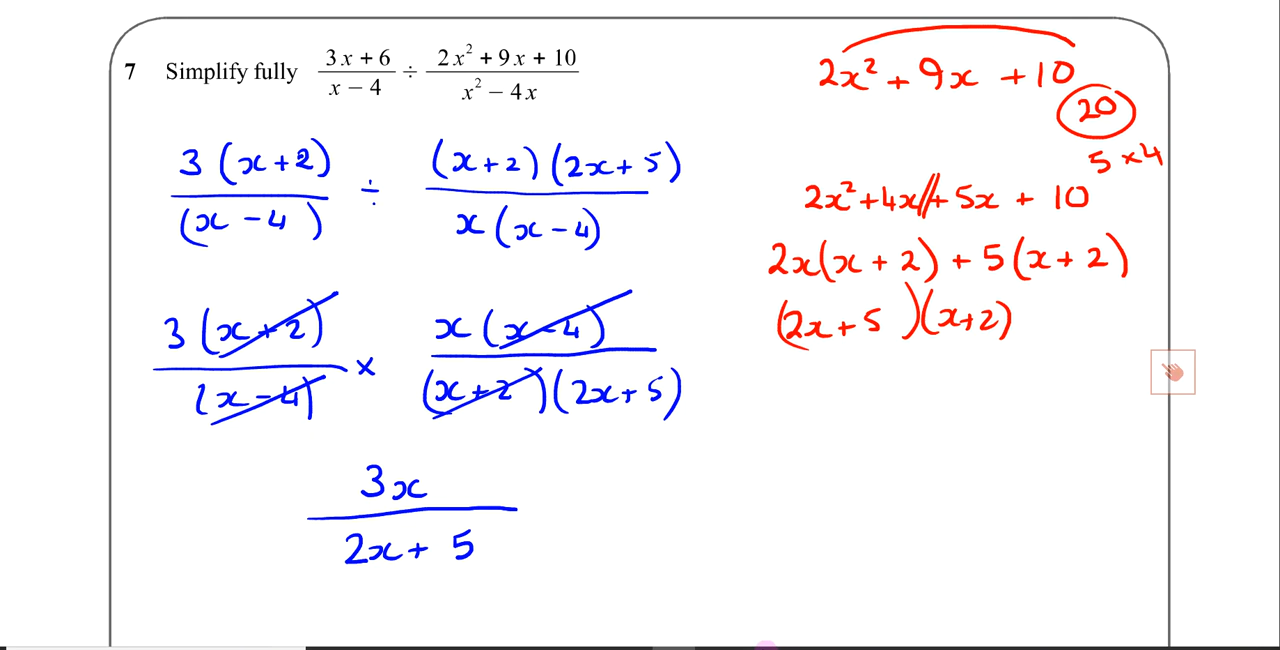 7 Simplify fully (3x + 6)/(x − 4) ÷ (2x² + 9x + 10)/(x² − 4x)
3(x+2)/(x−4) ÷ (x+2)(2x+5)/x(x−4)
3(x+2)/(x−4) × x(x−4)/(x+2)(2x+5)
3x/2x+5
2x² + 9x + 10
20
5×4
2x²+4x//+5x + 10
2x(x+2) + 5(x+2)
(2x+5)(x+2)